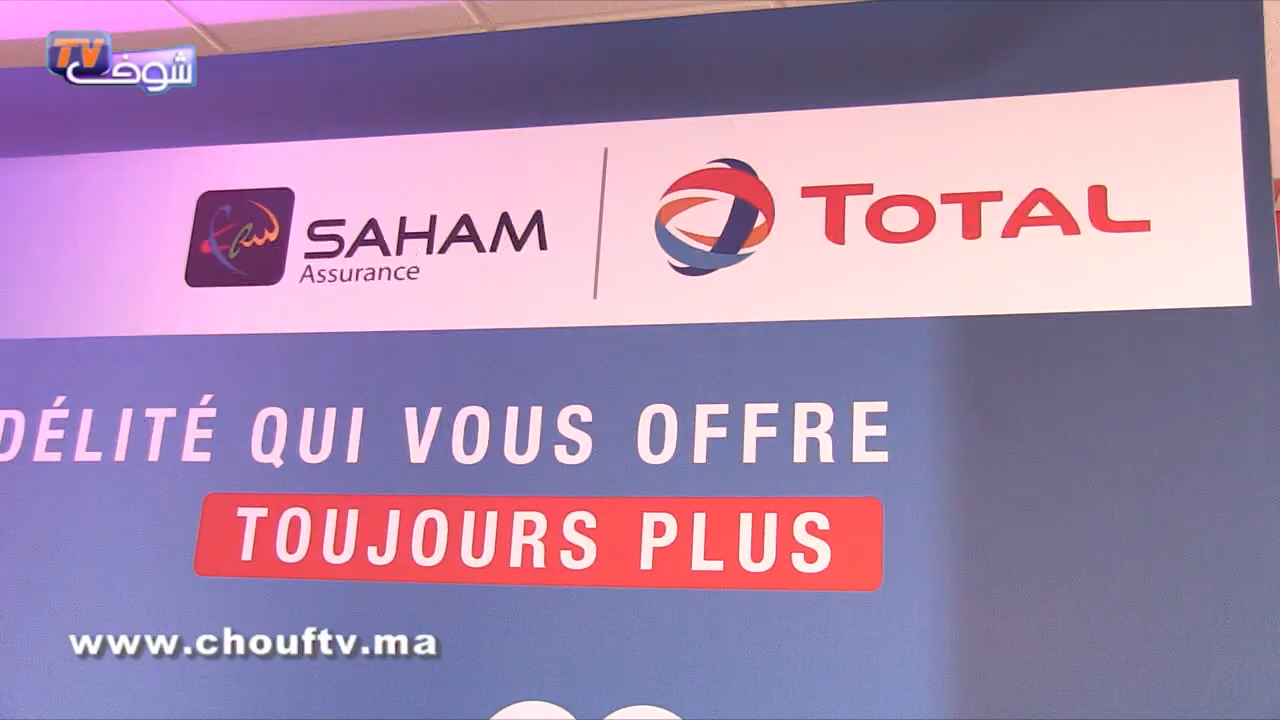 TV شوف
SAHAM
Assurance
TOTAL
DÉLITÉ QUI VOUS OFFRE
TOUJOURS PLUS
www.chouftv.ma